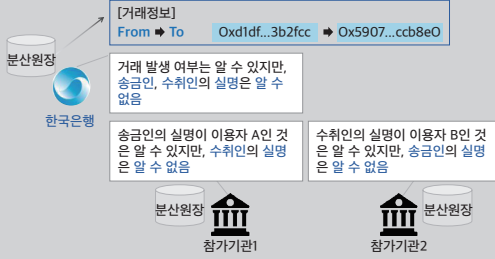 [거래정보]
From ➡ To 0xd1df...3b2fcc ➡ 0x5907...ccb8e0
분산원장
한국은행
거래 발생 여부는 알 수 있지만,
송금인, 수취인의 실명은 알 수
없음
송금인의 실명이 이용자 A인 것
은 알 수 있지만, 수취인의 실명
은 알 수 없음
수취인의 실명이 이용자 B인 것
은 알 수 있지만, 송금인의 실명
은 알 수 없음
분산원장
참가기관1
분산원장
참가기관2